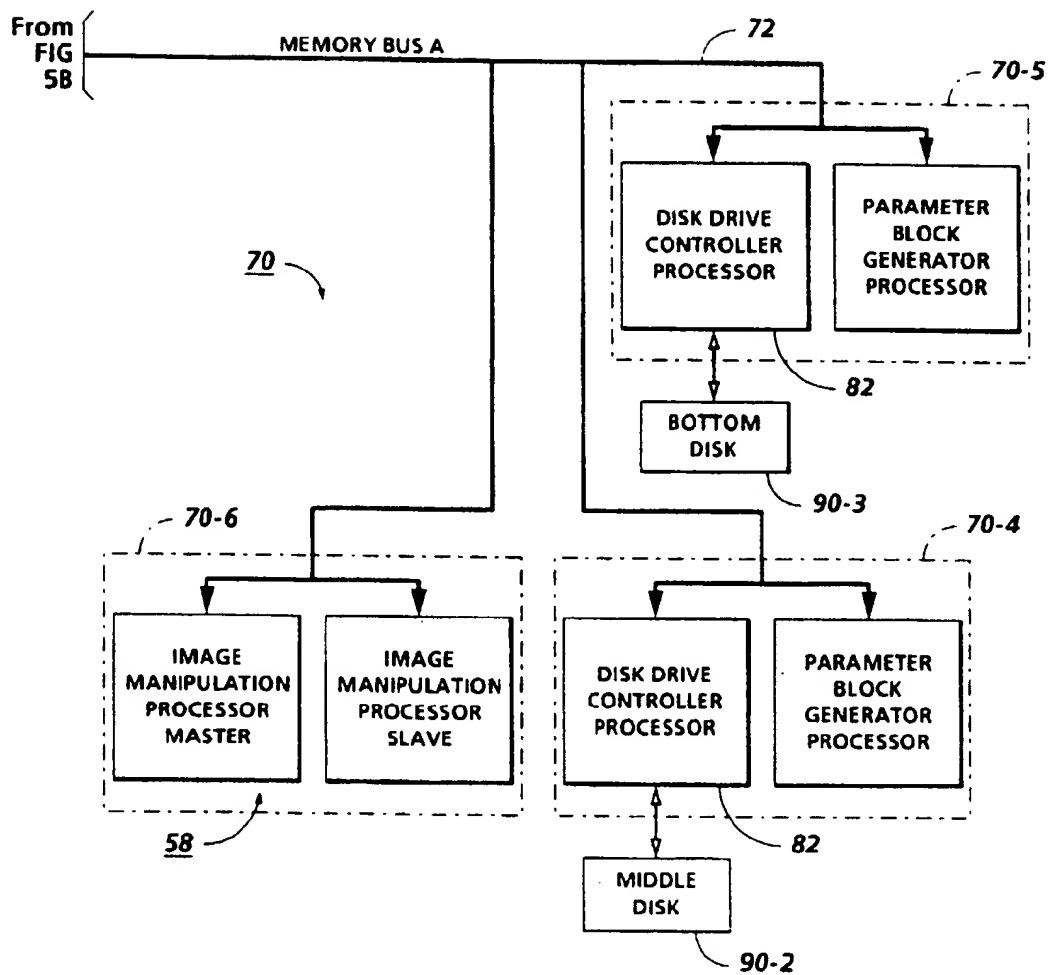 From
FIG
5B
MEMORY BUS A
72
70-5
DISK DRIVE
CONTROLLER
PROCESSOR
PARAMETER
BLOCK
GENERATOR
PROCESSOR
70
82
BOTTOM
DISK
90-3
70-6
70-4
IMAGE
MANIPULATION
PROCESSOR
MASTER
IMAGE
MANIPULATION
PROCESSOR
SLAVE
DISK DRIVE
CONTROLLER
PROCESSOR
PARAMETER
BLOCK
GENERATOR
PROCESSOR
58
82
MIDDLE
DISK
90-2